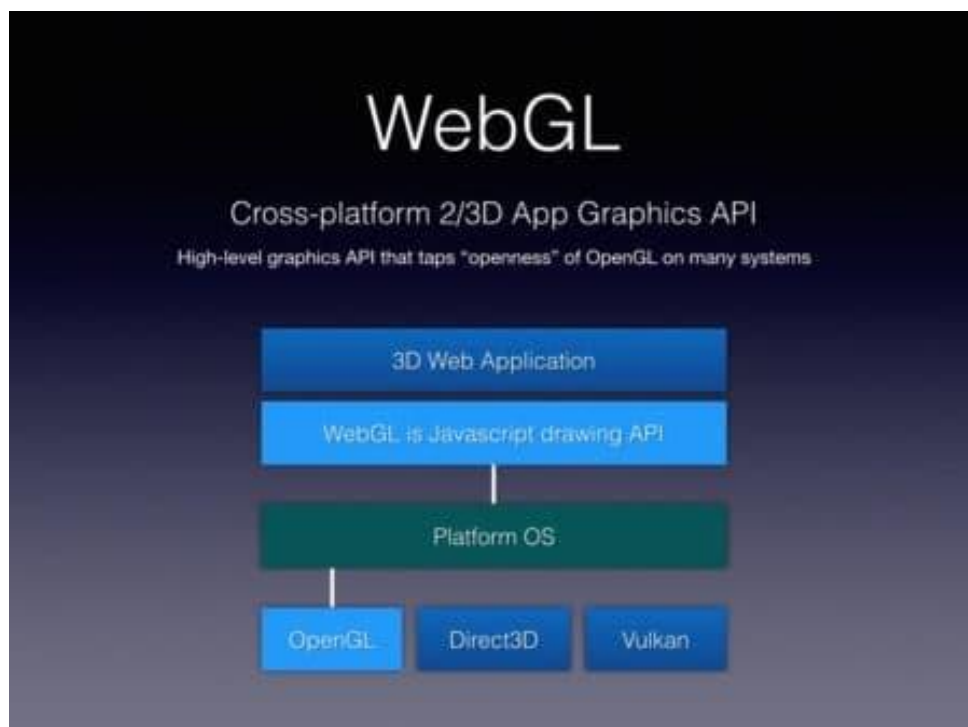 WebGL
Cross-platform 2/3D App Graphics API
High-level graphics API that taps "openness" of OpenGL on many systems
3D Web Application
WebGL is Javascript drawing API
Platform OS
OpenGL
Direct3D
Vulkan